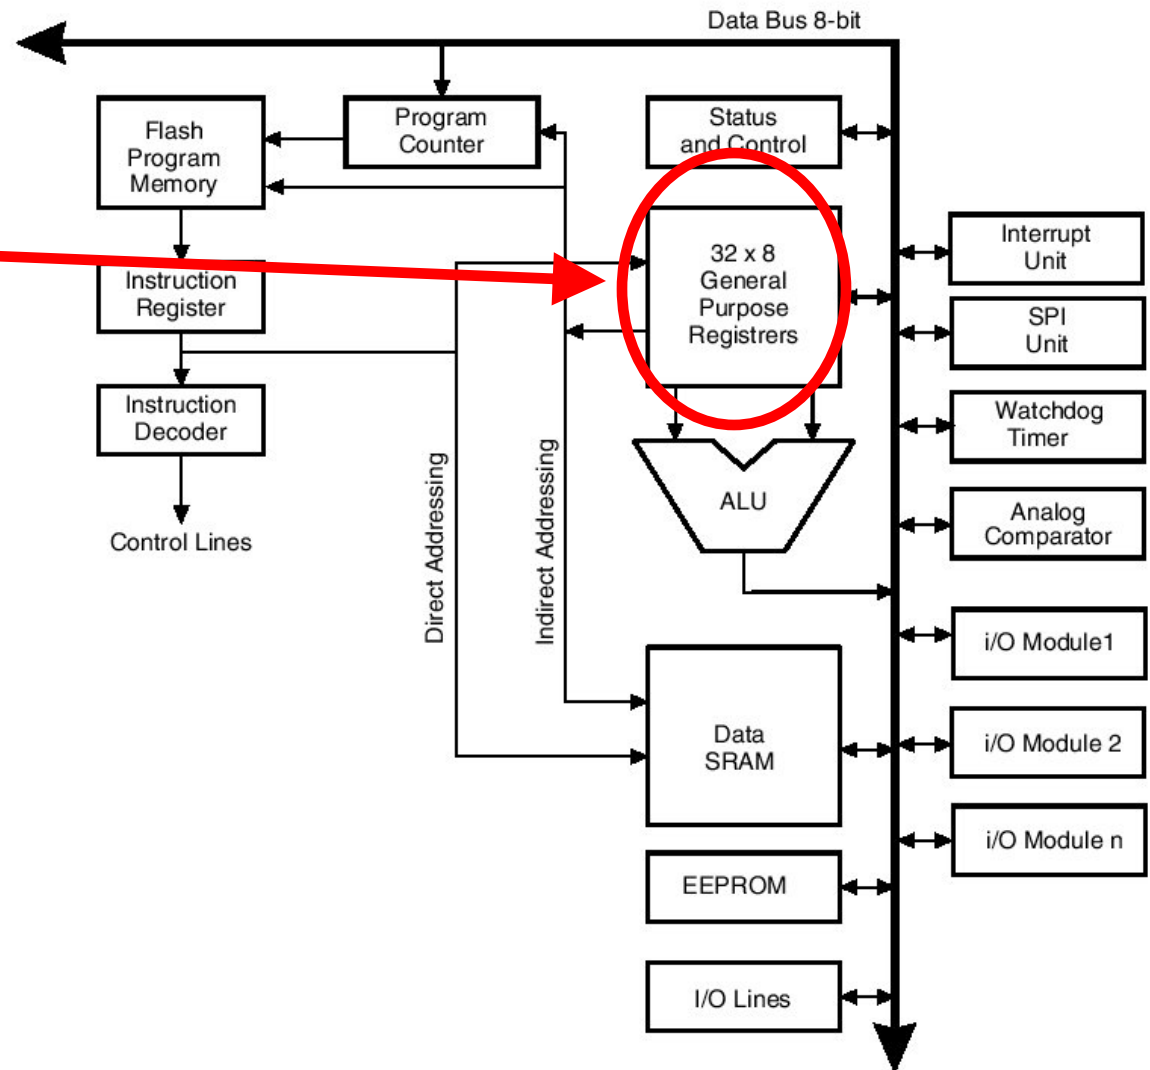 Data Bus 8-bit
Flash
Program
Memory
Program
Counter
Status
and Control
32 x 8
General
Purpose
Registrers
Interrupt
Unit
Instruction
Register
SPI
Unit
Instruction
Decoder
Watchdog
Timer
Control Lines
Direct Addressing
Indirect Addressing
ALU
Analog
Comparator
i/O Module1
Data
SRAM
i/O Module 2
i/O Module n
EEPROM
I/O Lines